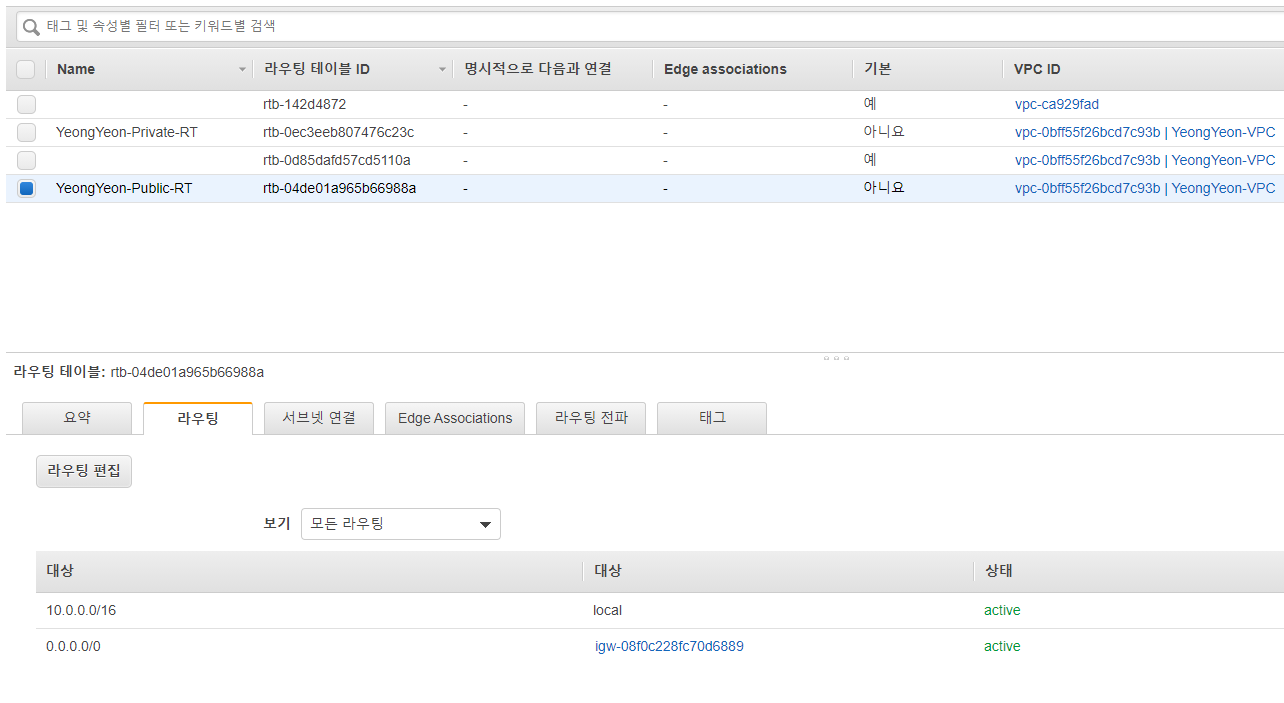 태그 및 속성별 필터 또는 키워드별 검색
Name 라우팅 테이블 ID 명시적으로 다음과 연결 Edge associations 기본 VPC ID
rtb-142d4872 - - 예 vpc-ca929fad
YeongYeon-Private-RT rtb-0ec3eeb807476c23c - - 아니요 vpc-0bff55f26bcd7c93b | YeongYeon-VPC
rtb-0d85dafd57cd5110a - - 예 vpc-0bff55f26bcd7c93b | YeongYeon-VPC
YeongYeon-Public-RT rtb-04de01a965b66988a - - 아니요 vpc-0bff55f26bcd7c93b | YeongYeon-VPC
라우팅 테이블: rtb-04de01a965b66988a
요약 라우팅 서브넷 연결 Edge Associations 라우팅 전파 태그
라우팅 편집
보기 모든 라우팅
대상 대상 상태
10.0.0.0/16 local active
0.0.0.0/0 igw-08f0c228fc70d6889 active